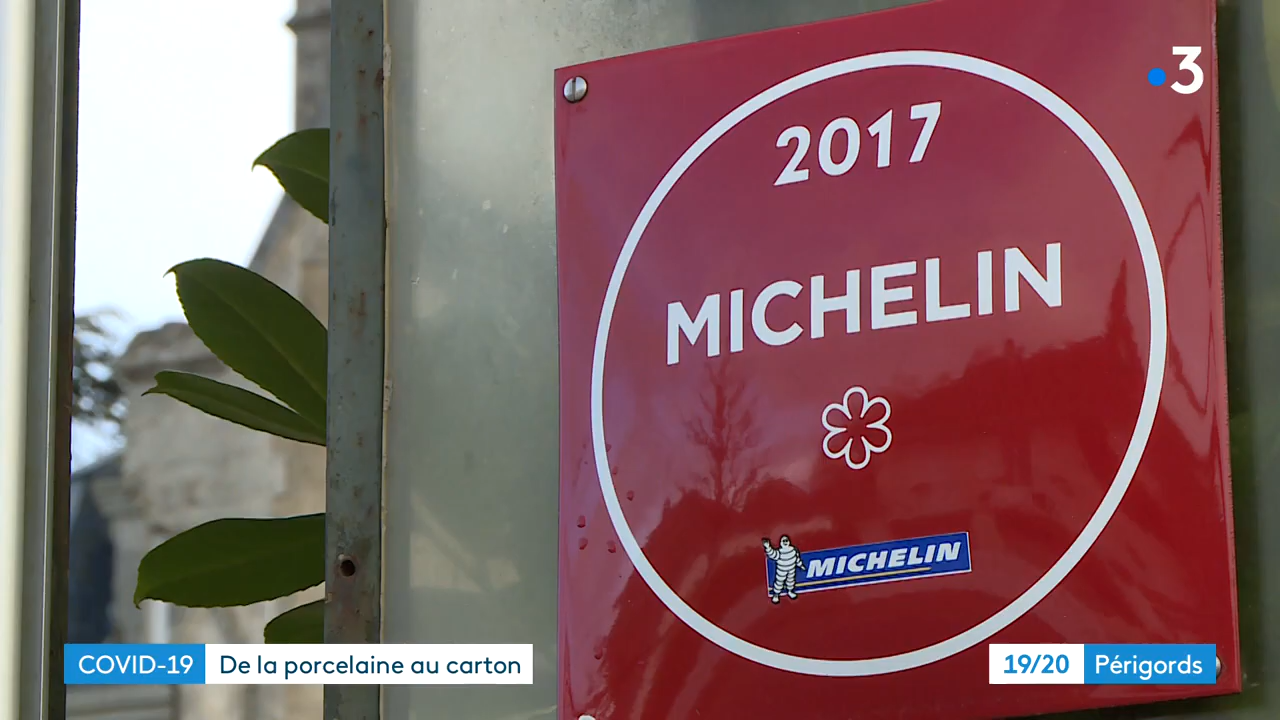 3
2017
MICHELIN
MICHELIN
COVID-19 De la porcelaine au carton
19/20 Périgords